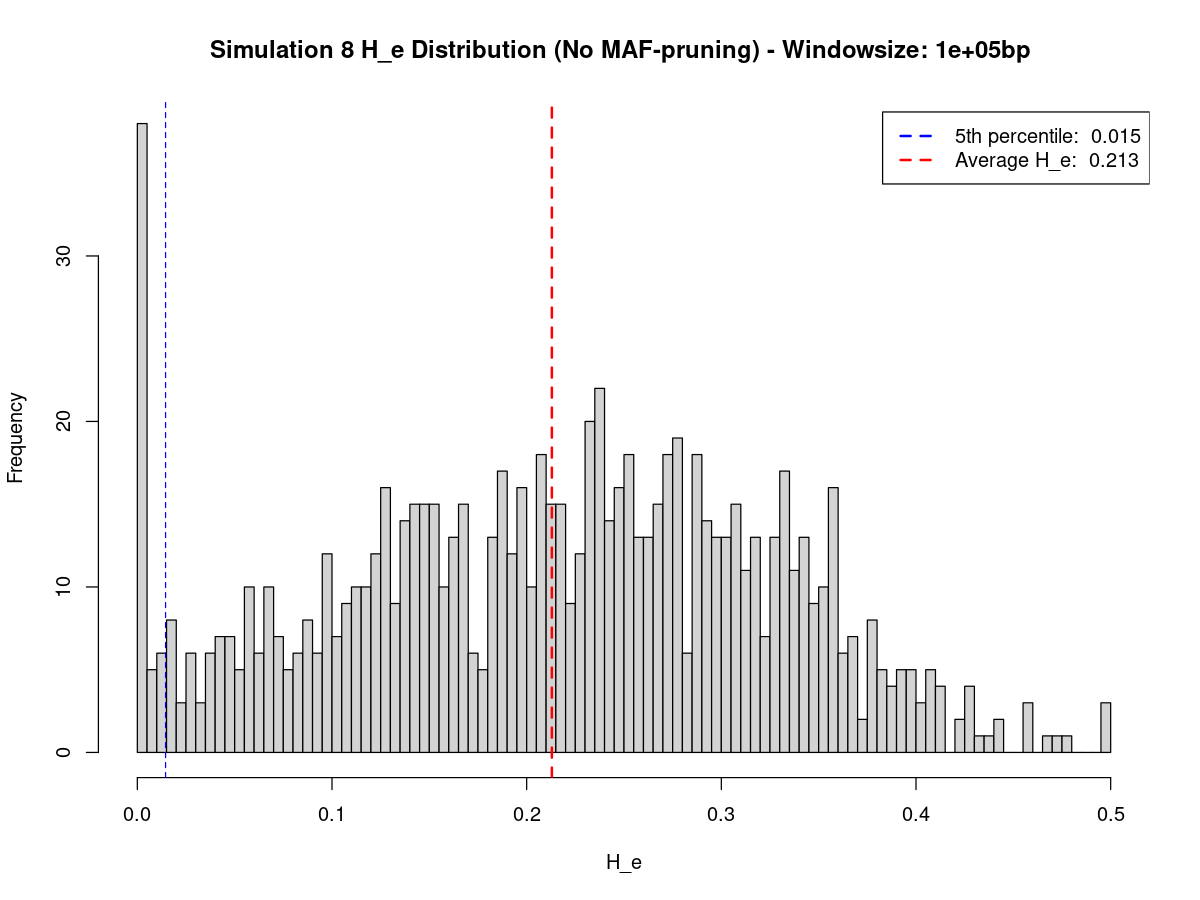 Simulation 8 H_e Distribution (No MAF-pruning) - Windowsize: 1e+05bp
5th percentile:  0.015
Average H_e:  0.213
Frequency
30
20
10
0
0.0 0.1 0.2 0.3 0.4 0.5
H_e